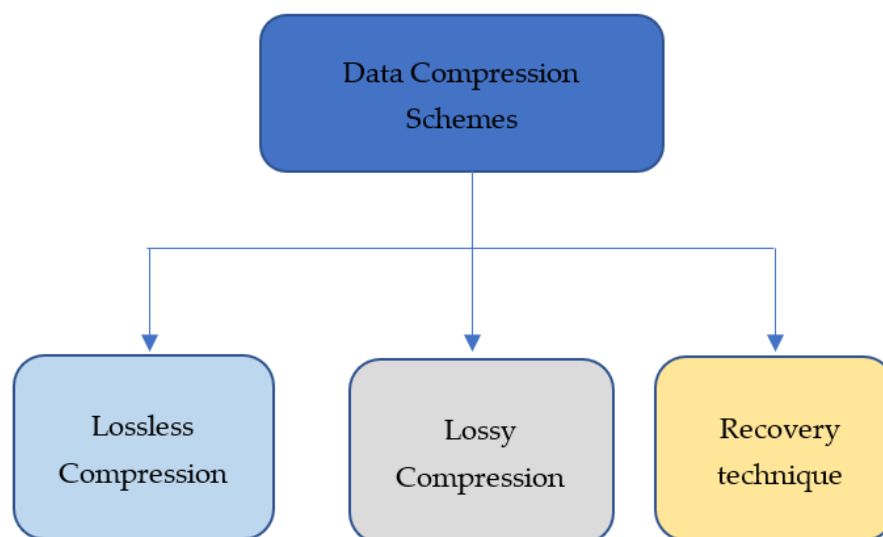 Data Compression
Schemes
Lossless
Compression
Lossy
Compression
Recovery
technique